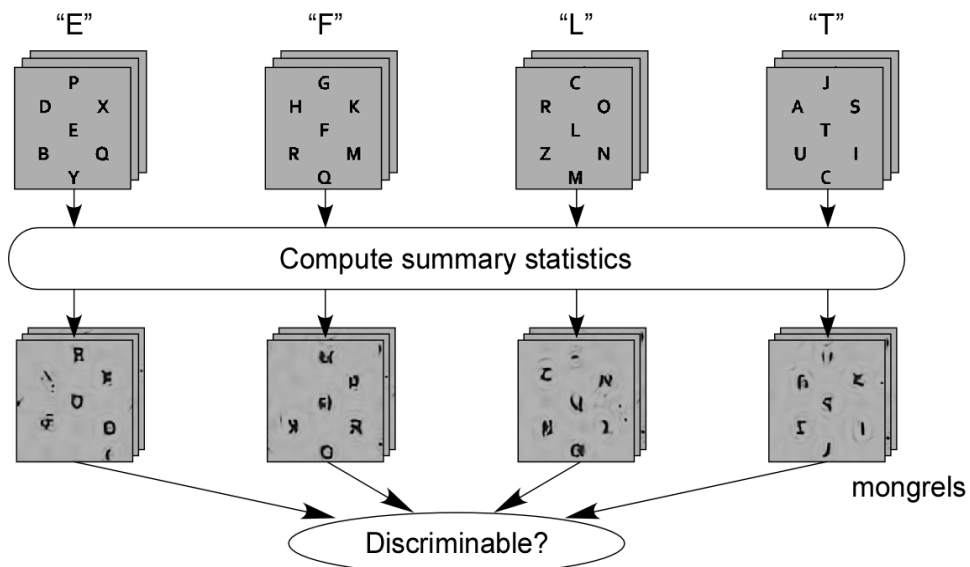 “E” “F” “L” “T”
P G C J
D X H K R O A S
E F L T
B Q R M Z N U I
Y Q M C
Compute summary statistics
mongrels
Discriminable?